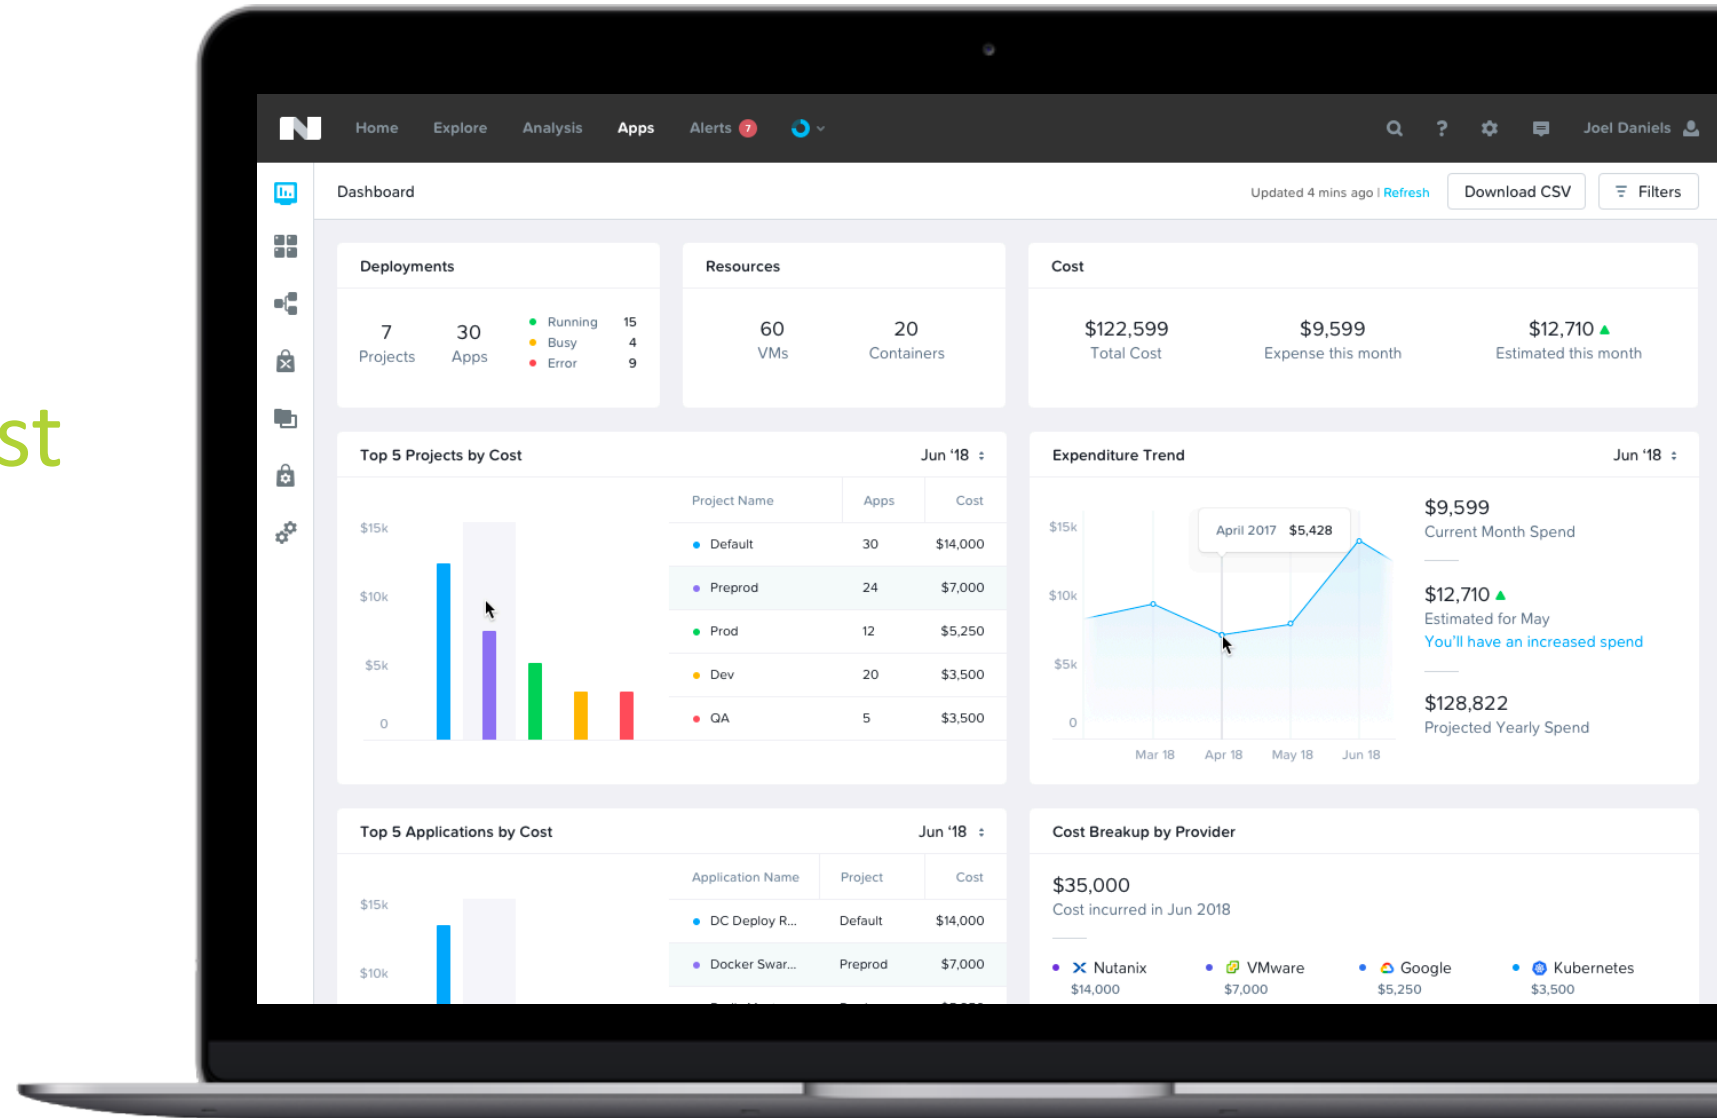 st
Home Explore Analysis Apps Alerts 7
Joel Daniels
Dashboard
Updated 4 mins ago | Refresh
Download CSV
Filters
Deployments
7
Projects
30
Apps
Running 15
Busy 4
Error 9
Resources
60
VMs
20
Containers
Cost
$122,599
Total Cost
$9,599
Expense this month
$12,710
Estimated this month
Top 5 Projects by Cost
Jun ‘18
$15k
$10k
$5k
0
Project Name Apps Cost
Default 30 $14,000
Preprod 24 $7,000
Prod 12 $5,250
Dev 20 $3,500
QA 5 $3,500
Expenditure Trend
Jun ‘18
$15k
$10k
$5k
0
April 2017 $5,428
Mar 18 Apr 18 May 18 Jun 18
$9,599
Current Month Spend
$12,710
Estimated for May
You’ll have an increased spend
$128,822
Projected Yearly Spend
Top 5 Applications by Cost
Jun ‘18
$15k
$10k
Application Name Project Cost
DC Deploy R... Default $14,000
Docker Swar... Preprod $7,000
Cost Breakup by Provider
$35,000
Cost incurred in Jun 2018
Nutanix
$14,000
VMware
$7,000
Google
$5,250
Kubernetes
$3,500